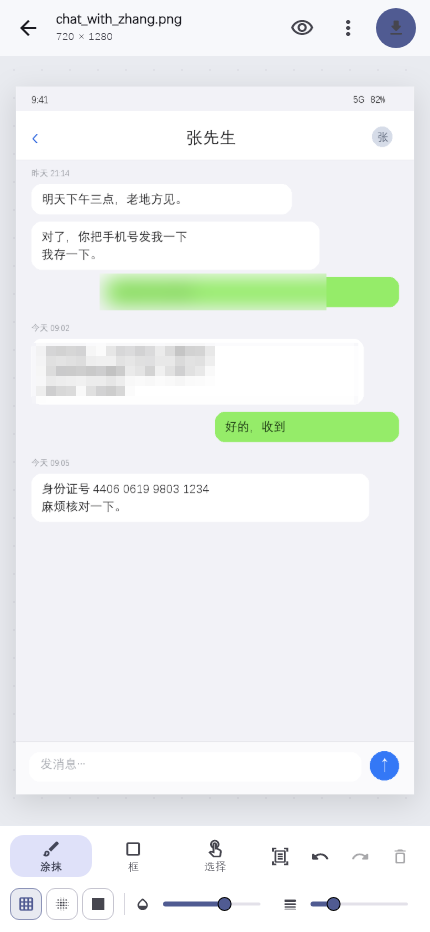 chat_with_zhang.png
720 × 1280
9:41 5G 82%
张先生 张
昨天 21:14
明天下午三点，老地方见。
对了，你把手机号发我一下
我存一下。
今天 09:02
好的，收到
今天 09:05
身份证号 4406 0619 9803 1234
麻烦核对一下。
发消息…
涂抹 框 选择